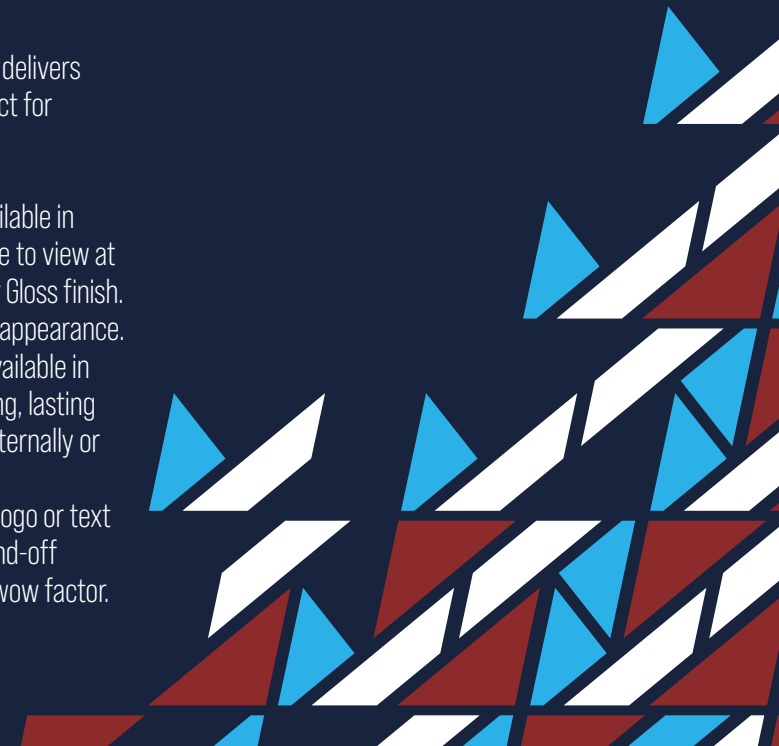 delivers
ct for
ilable in
e to view at
Gloss finish.
appearance.
vailable in
ng, lasting
ternally or
ogo or text
nd-off
wow factor.